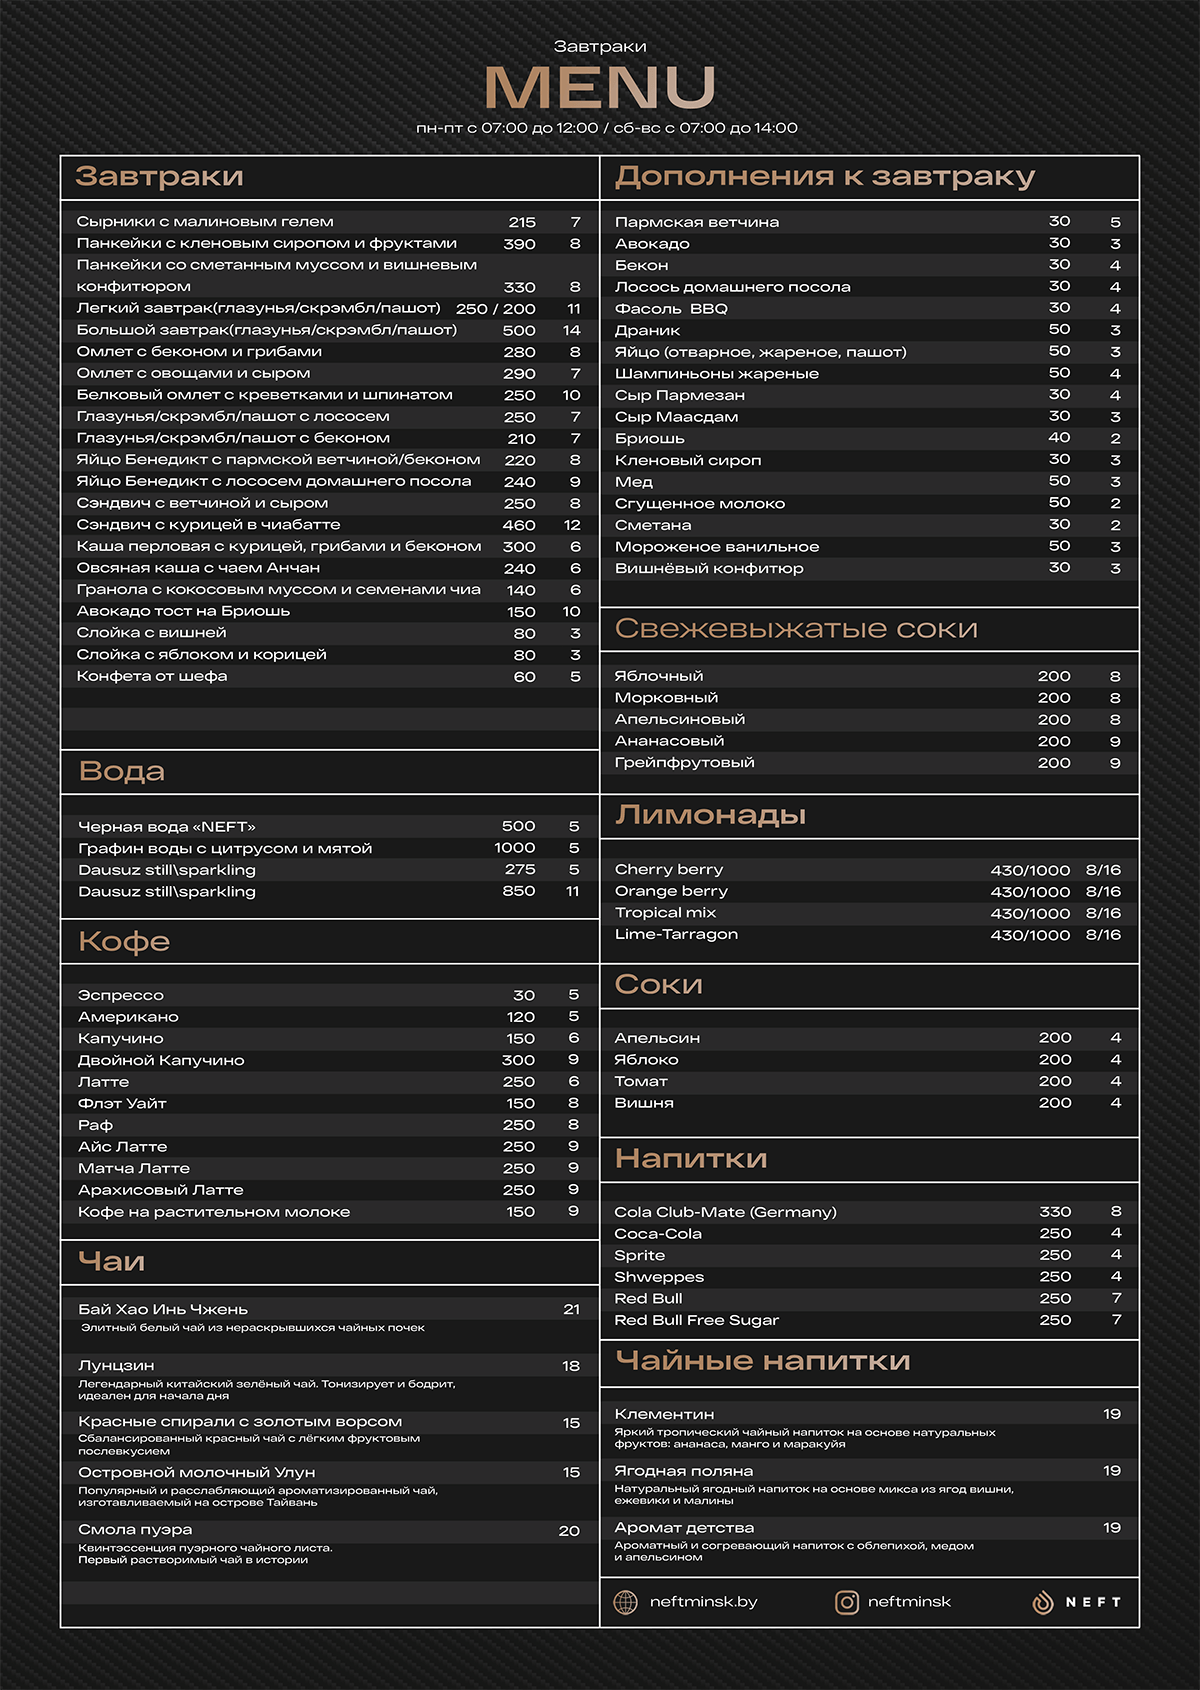 Завтраки
MENU
пн-пт с 07:00 до 12:00 / сб-вс с 07:00 до 14:00
Завтраки
Сырники с малиновым гелем 215 7
Панкейки с кленовым сиропом и фруктами 390 8
Панкейки со сметанным муссом и вишневым
конфитюром 330 8
Легкий завтрак(глазунья/скрэмбл/пашот) 250 / 200 11
Большой завтрак(глазунья/скрэмбл/пашот) 500 14
Омлет с беконом и грибами 280 8
Омлет с овощами и сыром 290 7
Белковый омлет с креветками и шпинатом 250 10
Глазунья/скрэмбл/пашот с лососем 250 7
Глазунья/скрэмбл/пашот с беконом 210 7
Яйцо Бенедикт с пармской ветчиной/беконом 220 8
Яйцо Бенедикт с лососем домашнего посола 240 9
Сэндвич с ветчиной и сыром 250 8
Сэндвич с курицей в чиабатте 460 12
Каша перловая с курицей, грибами и беконом 300 6
Овсяная каша с чаем Анчан 240 6
Гранола с кокосовым муссом и семенами чиа 140 6
Авокадо тост на Бриошь 150 10
Слойка с вишней 80 3
Слойка с яблоком и корицей 80 3
Конфета от шефа 60 5
Вода
Черная вода «NEFT» 500 5
Графин воды с цитрусом и мятой 1000 5
Dausuz still\sparkling 275 5
Dausuz still\sparkling 850 11
Кофе
Эспрессо 30 5
Американо 120 5
Капучино 150 6
Двойной Капучино 300 9
Латте 250 6
Флэт Уайт 150 8
Раф 250 8
Айс Латте 250 9
Матча Латте 250 9
Арахисовый Латте 250 9
Кофе на растительном молоке 150 9
Чаи
Бай Хао Инь Чжень 21
Элитный белый чай из нераскрывшихся чайных почек
Лунцзин 18
Легендарный китайский зелёный чай. Тонизирует и бодрит,
идеален для начала дня
Красные спирали с золотым ворсом 15
Сбалансированный красный чай с лёгким фруктовым
послевкусием
Островной молочный Улун 15
Популярный и расслабляющий ароматизированный чай,
изготавливаемый на острове Тайвань
Смола пуэра 20
Квинтэссенция пуэрного чайного листа.
Первый растворимый чай в истории
Дополнения к завтраку
Пармская ветчина 30 5
Авокадо 30 3
Бекон 30 4
Лосось домашнего посола 30 4
Фасоль BBQ 30 4
Драник 50 3
Яйцо (отварное, жареное, пашот) 50 3
Шампиньоны жареные 50 4
Сыр Пармезан 30 4
Сыр Маасдам 30 3
Бриошь 40 2
Кленовый сироп 30 3
Мед 50 3
Сгущенное молоко 50 2
Сметана 30 2
Мороженое ванильное 50 3
Вишнёвый конфитюр 30 3
Свежевыжатые соки
Яблочный 200 8
Морковный 200 8
Апельсиновый 200 8
Ананасовый 200 9
Грейпфрутовый 200 9
Лимонады
Cherry berry 430/1000 8/16
Orange berry 430/1000 8/16
Tropical mix 430/1000 8/16
Lime-Tarragon 430/1000 8/16
Соки
Апельсин 200 4
Яблоко 200 4
Томат 200 4
Вишня 200 4
Напитки
Cola Club-Mate (Germany) 330 8
Coca-Cola 250 4
Sprite 250 4
Shweppes 250 4
Red Bull 250 7
Red Bull Free Sugar 250 7
Чайные напитки
Клементин 19
Яркий тропический чайный напиток на основе натуральных
фруктов: ананаса, манго и маракуйя
Ягодная поляна 19
Натуральный ягодный напиток на основе микса из ягод вишни,
ежевики и малины
Аромат детства 19
Ароматный и согревающий напиток с облепихой, медом
и апельсином
neftminsk.by neftminsk NEFT